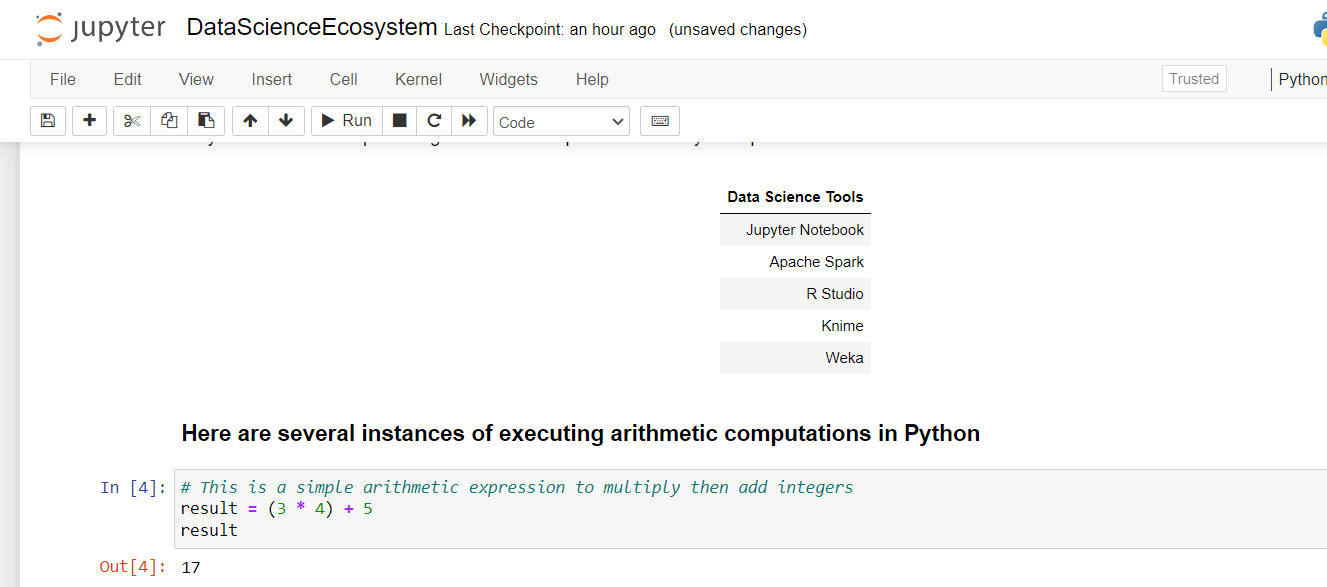 jupyter DataScienceEcosystem Last Checkpoint: an hour ago (unsaved changes)
File Edit View Insert Cell Kernel Widgets Help Trusted Python
Run Code
Data Science Tools
Jupyter Notebook
Apache Spark
R Studio
Knime
Weka
Here are several instances of executing arithmetic computations in Python
In [4]: # This is a simple arithmetic expression to multiply then add integers
result = (3 * 4) + 5
result
Out[4]: 17